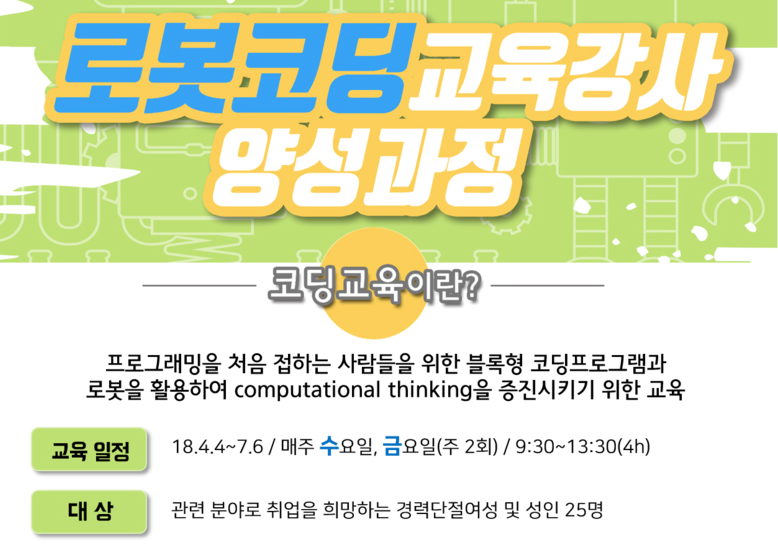 로봇코딩교육강사
양성과정
코딩교육이란?
프로그래밍을 처음 접하는 사람들을 위한 블록형 코딩프로그램과
로봇을 활용하여 computational thinking을 증진시키기 위한 교육
교육 일정 18.4.4~7.6 / 매주 수요일, 금요일(주 2회) / 9:30~13:30(4h)
대 상 관련 분야로 취업을 희망하는 경력단절여성 및 성인 25명